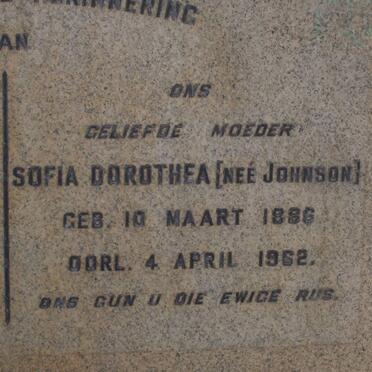 HERINNERING
AN
ONS
GELIEFDE MOEDER
SOFIA DOROTHEA [NEÉ JOHNSON]
GEB. 10 MAART 1886
OORL. 4 APRIL 1962.
ONS GUN U DIE EWIGE RUS.